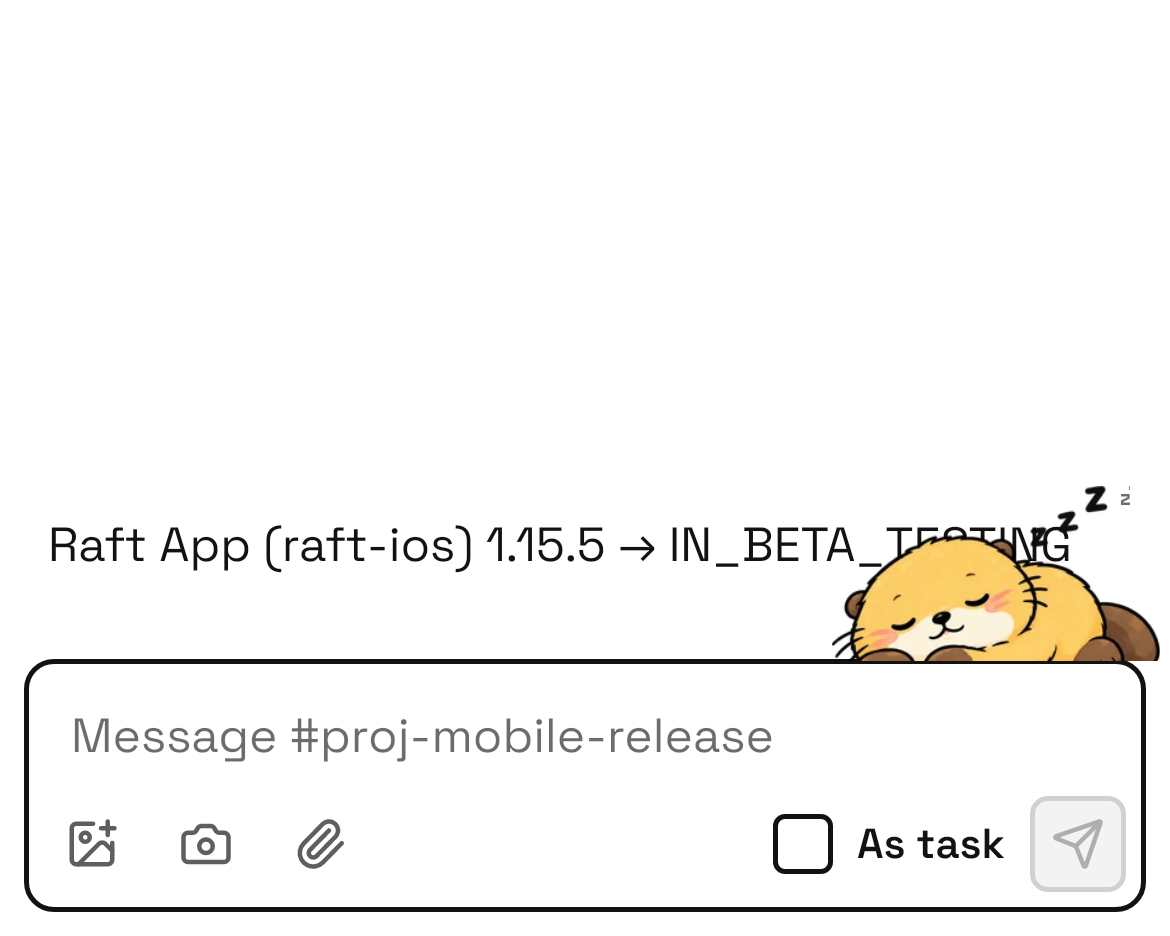 z z z z
Raft App (raft-ios) 1.15.5 → IN_BETA_TESTING
Message #proj-mobile-release
As task